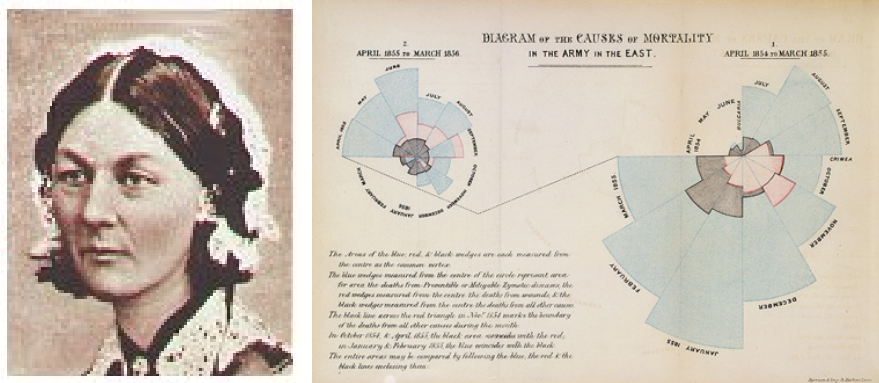 DIAGRAM OF THE CAUSES OF MORTALITY
IN THE ARMY IN THE EAST.
2.
APRIL 1855 TO MARCH 1856
1.
APRIL 1854 TO MARCH 1855.
JUNE
JULY
AUGUST
SEPTEMBER
OCTOBER
NOVEMBER
DECEMBER
JANUARY 1856
FEBRUARY
MARCH
APRIL 1855
MAY
APRIL 1854
MAY
JUNE
BULGARIA
JULY
AUGUST
SEPTEMBER
CRIMEA
OCTOBER
NOVEMBER
DECEMBER
JANUARY 1855
FEBRUARY
MARCH 1855
The Areas of the blue, red, & black wedges are each measured from
the centre as the common vertex.
The blue wedges measured from the centre of the circle represent area
for area the deaths from Preventible or Mitigable Zymotic diseases, the
red wedges measured from the centre the deaths from wounds, & the
black wedges measured from the centre the deaths from all other causes.
The black line across the red triangle in Nov.r 1854 marks the boundary
of the deaths from all other causes during the month.
In October 1854, & April 1855, the black area coincides with the red,
in January & February 1855, the blue coincides with the black.
The entire areas may be compared by following the blue, the red & the
black lines enclosing them.